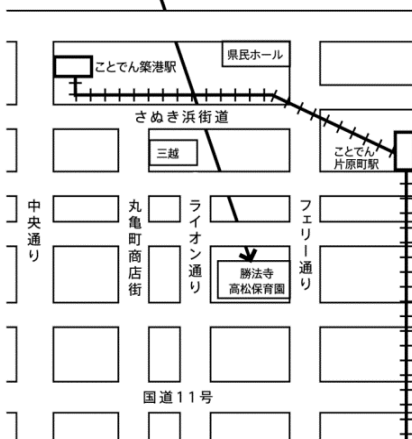 県民ホール
ことでん築港駅
さぬき浜街道
三越
ことでん
片原町駅
中央通り
丸亀町商店街
ライオン通り
フェリー通り
勝法寺
高松保育園
国道11号